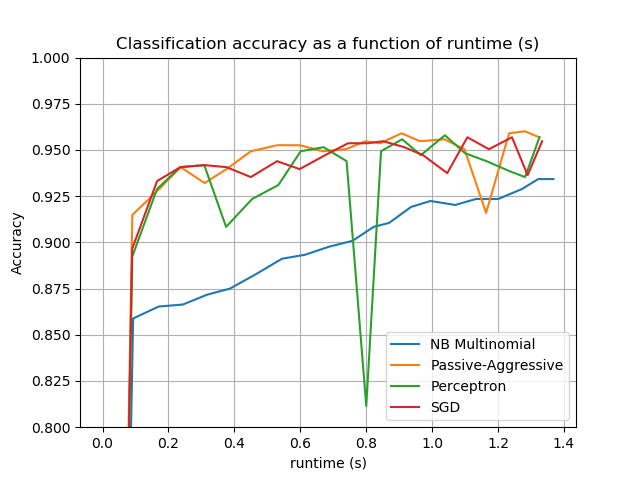 Classification accuracy as a function of runtime (s)
1.000
0.975
0.950
0.925
0.900
0.875
0.850
0.825
0.800
Accuracy
0.0 0.2 0.4 0.6 0.8 1.0 1.2 1.4
runtime (s)
NB Multinomial
Passive-Aggressive
Perceptron
SGD